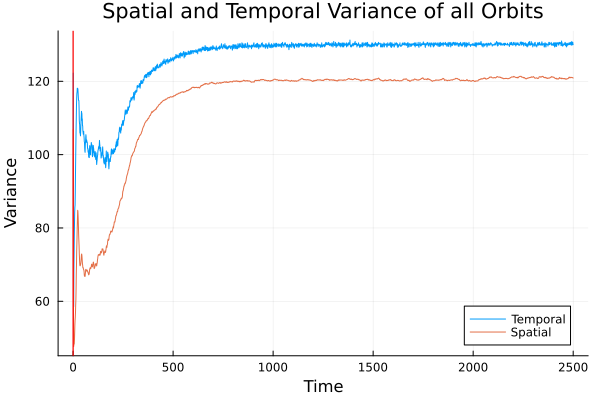 Spatial and Temporal Variance of all Orbits
Variance
120
100
80
60
Temporal
Spatial
0 500 1000 1500 2000 2500
Time